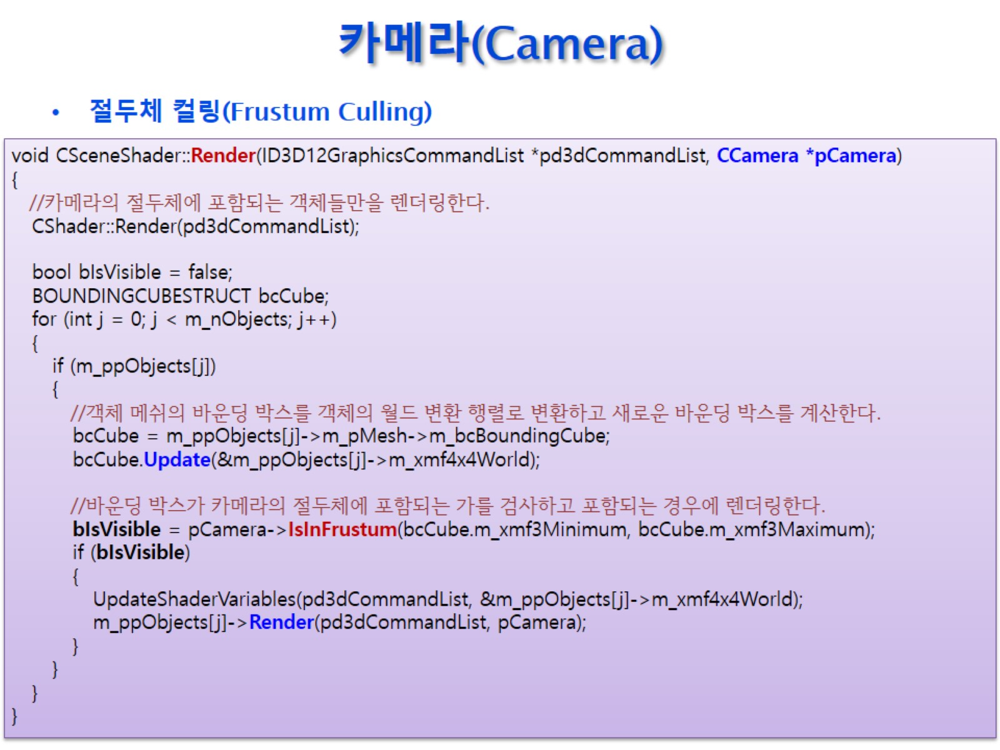 카메라(Camera)
• 절두체 컬링(Frustum Culling)
void CSceneShader::Render(ID3D12GraphicsCommandList *pd3dCommandList, CCamera *pCamera)
{
//카메라의 절두체에 포함되는 객체들만을 렌더링한다.
CShader::Render(pd3dCommandList);
bool bIsVisible = false;
BOUNDINGCUBESTRUCT bcCube;
for (int j = 0; j < m_nObjects; j++)
{
if (m_ppObjects[j])
{
//객체 메쉬의 바운딩 박스를 객체의 월드 변환 행렬로 변환하고 새로운 바운딩 박스를 계산한다.
bcCube = m_ppObjects[j]->m_pMesh->m_bcBoundingCube;
bcCube.Update(&m_ppObjects[j]->m_xmf4x4World);
//바운딩 박스가 카메라의 절두체에 포함되는 가를 검사하고 포함되는 경우에 렌더링한다.
bIsVisible = pCamera->IsInFrustum(bcCube.m_xmf3Minimum, bcCube.m_xmf3Maximum);
if (bIsVisible)
{
UpdateShaderVariables(pd3dCommandList, &m_ppObjects[j]->m_xmf4x4World);
m_ppObjects[j]->Render(pd3dCommandList, pCamera);
}
}
}
}